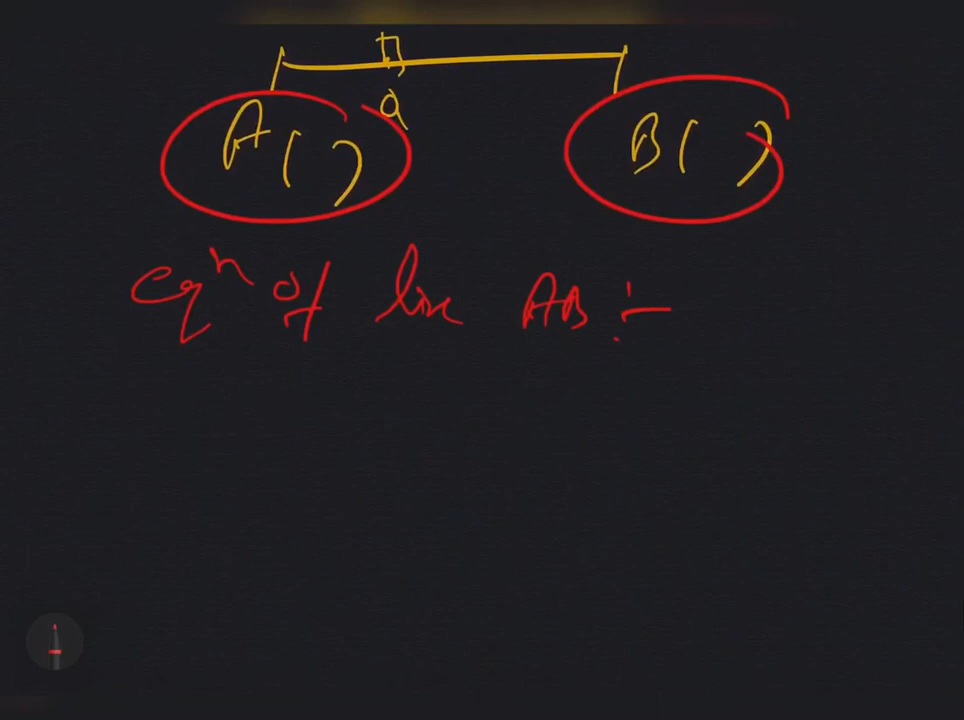 a
A( ) B( )
eqⁿ of line AB :-